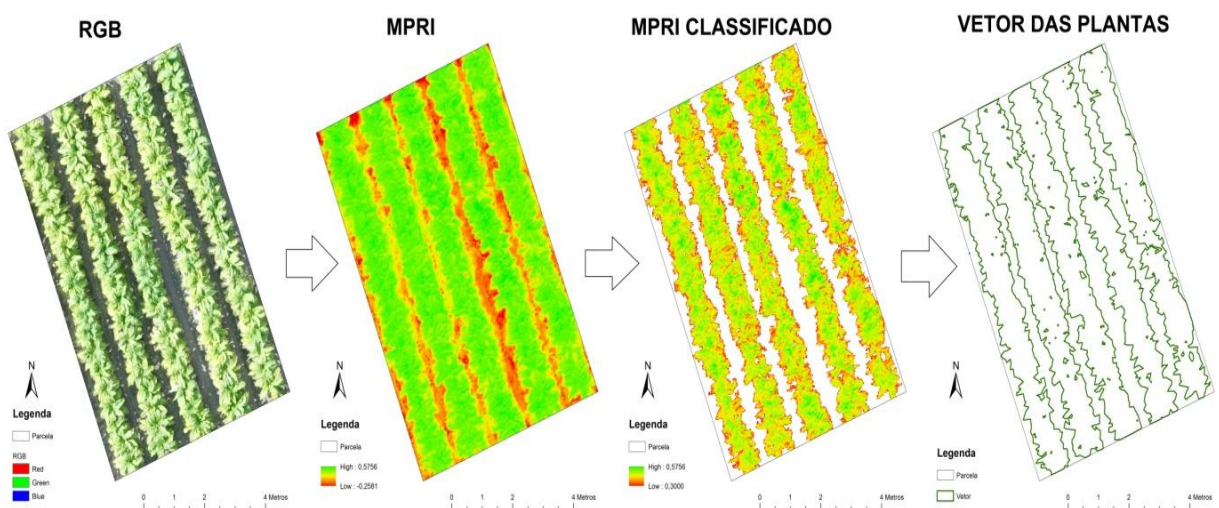 RGB
N
Legenda
Parcela
RGB
Red
Green
Blue
0 1 2 4 Metros
MPRI
N
Legenda
Parcela
High : 0,5756
Low : -0,2581
0 1 2 4 Metros
MPRI CLASSIFICADO
N
Legenda
Parcela
High : 0,5756
Low : 0,3000
0 1 2 4 Metros
VETOR DAS PLANTAS
N
Legenda
Parcela
Vetor
0 1 2 4 Metros